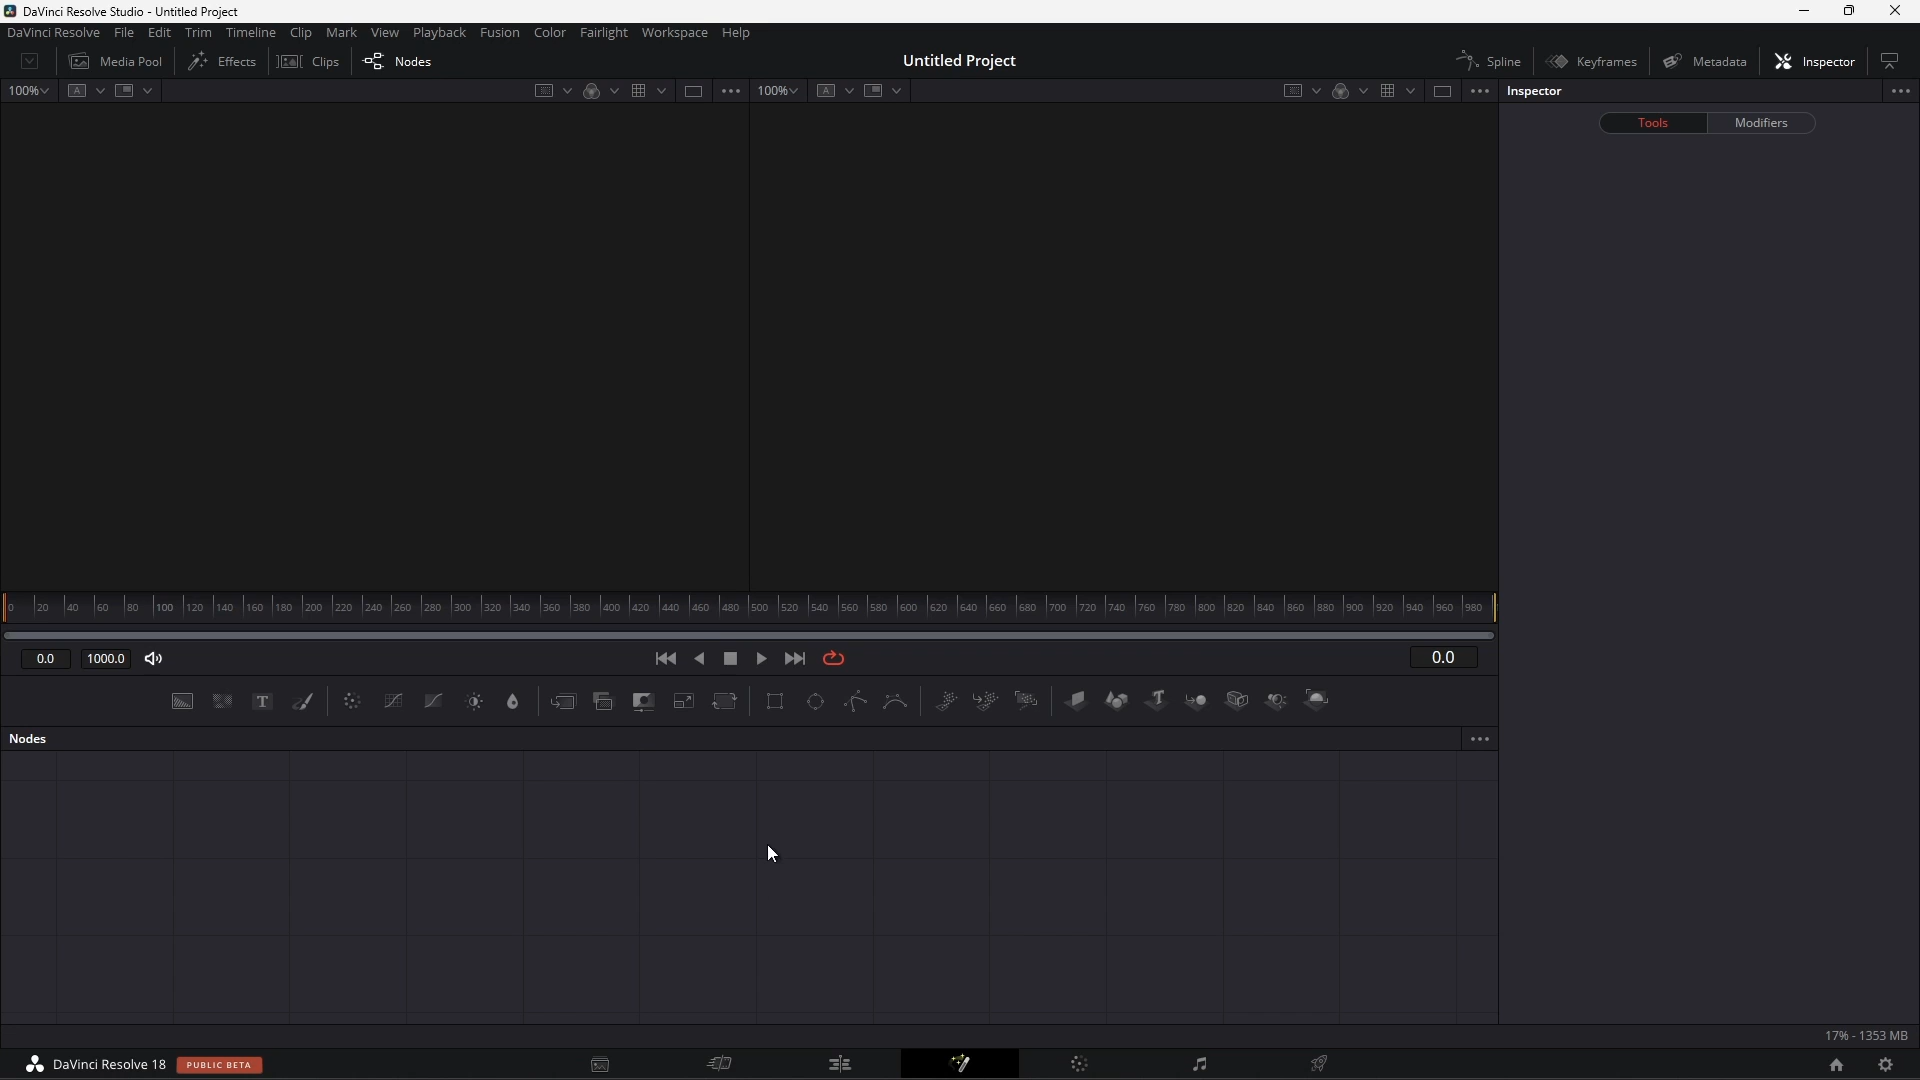 DaVinci Resolve Studio - Untitled Project
DaVinci Resolve File Edit Trim Timeline Clip Mark View Playback Fusion Color Fairlight Workspace Help
Media Pool Effects Clips Nodes Untitled Project Spline Keyframes Metadata Inspector
100% A 100% A Inspector
Tools Modifiers
0 20 40 60 80 100 120 140 160 180 200 220 240 260 280 300 320 340 360 380 400 420 440 460 480 500 520 540 560 580 600 620 640 660 680 700 720 740 760 780 800 820 840 860 880 900 920 940 960 980
0.0 1000.0 0.0
T T
Nodes
17% - 1353 MB
DaVinci Resolve 18 PUBLIC BETA